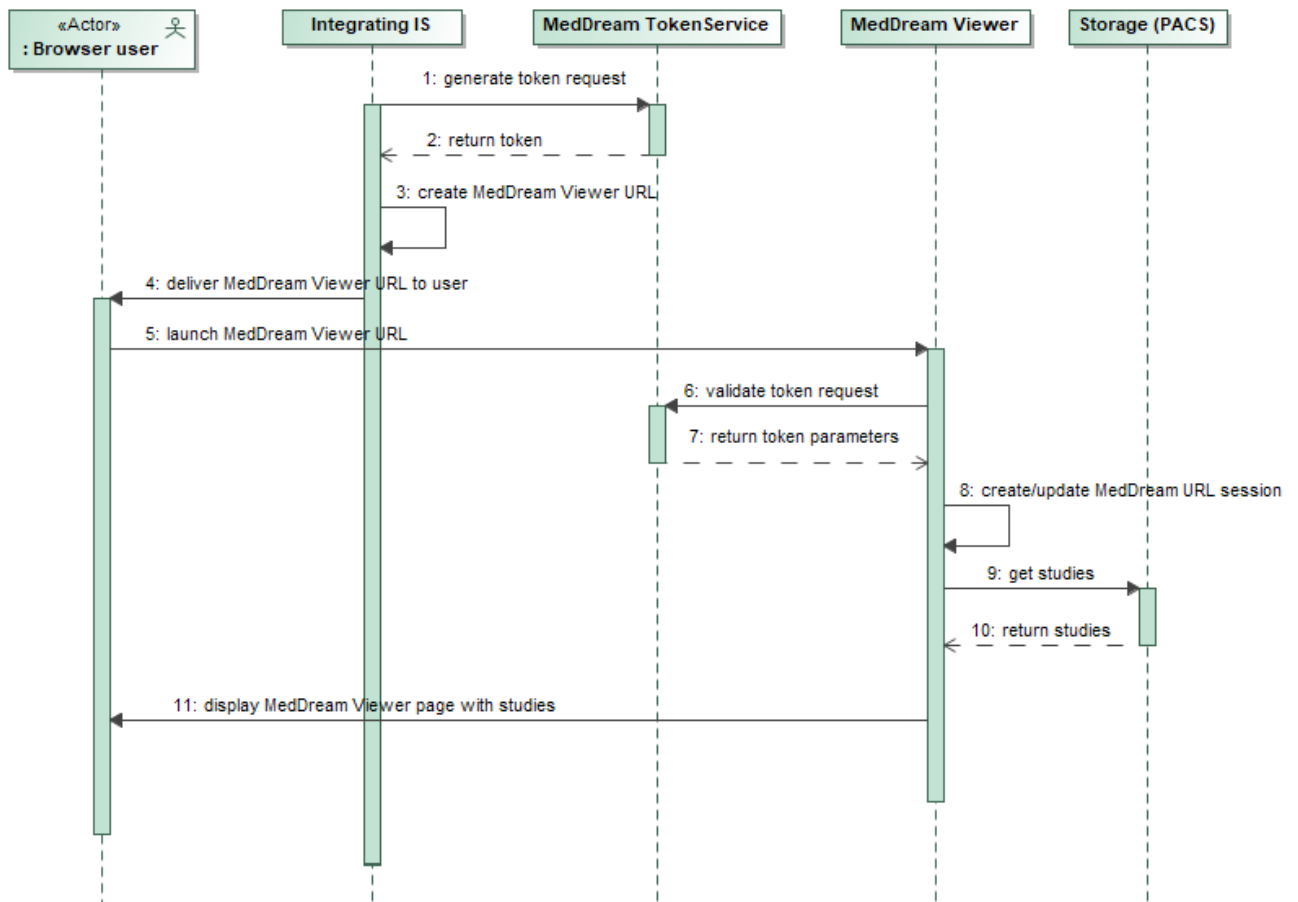 «Actor»
: Browser user
Integrating IS
MedDream TokenService
MedDream Viewer
Storage (PACS)
1: generate token request
2: return token
3: create MedDream Viewer URL
4: deliver MedDream Viewer URL to user
5: launch MedDream Viewer URL
6: validate token request
7: return token parameters
8: create/update MedDream URL session
9: get studies
10: return studies
11: display MedDream Viewer page with studies